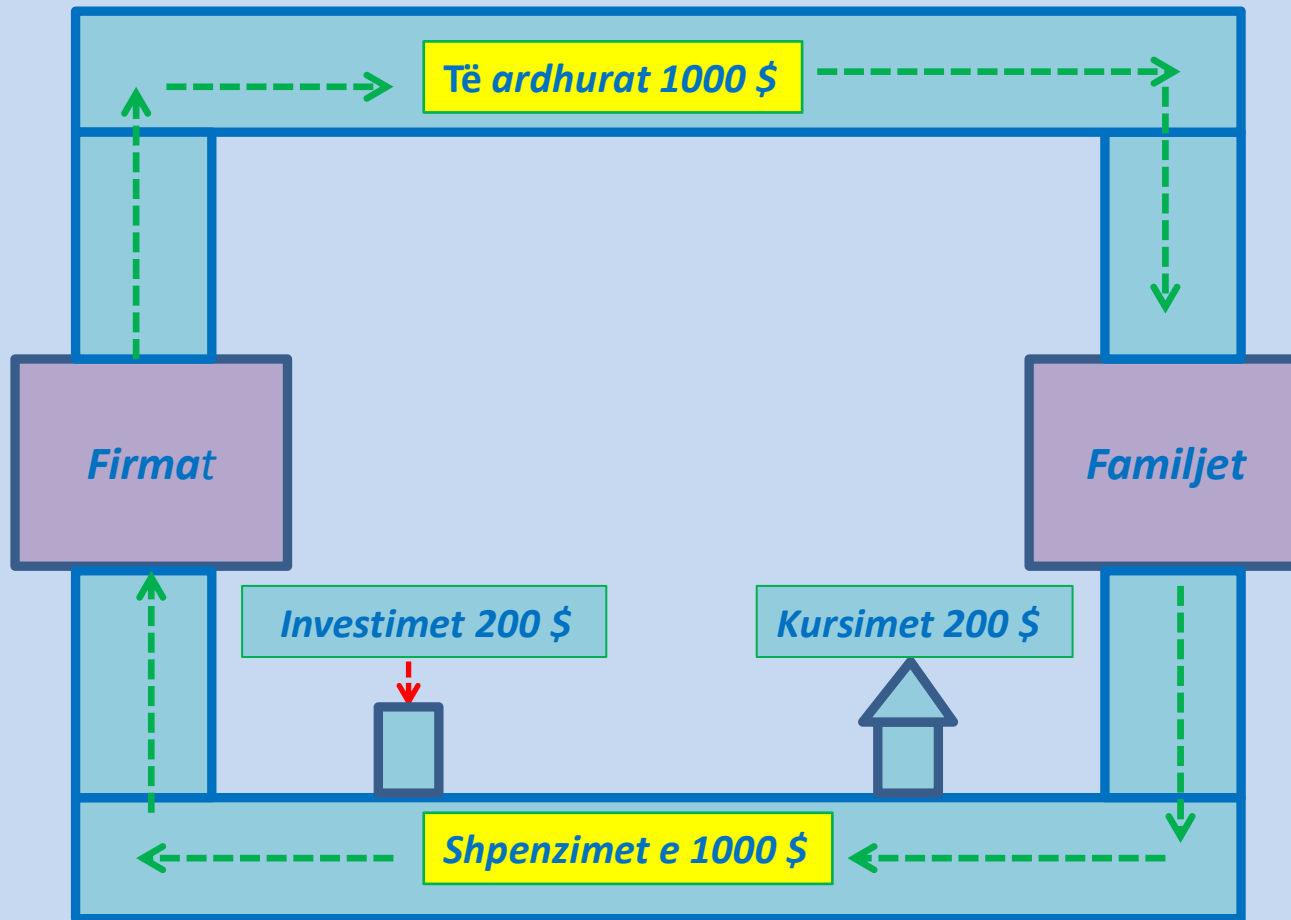 Të ardhurat 1000 $
Firmat
Familjet
Investimet 200 $
Kursimet 200 $
Shpenzimet e 1000 $